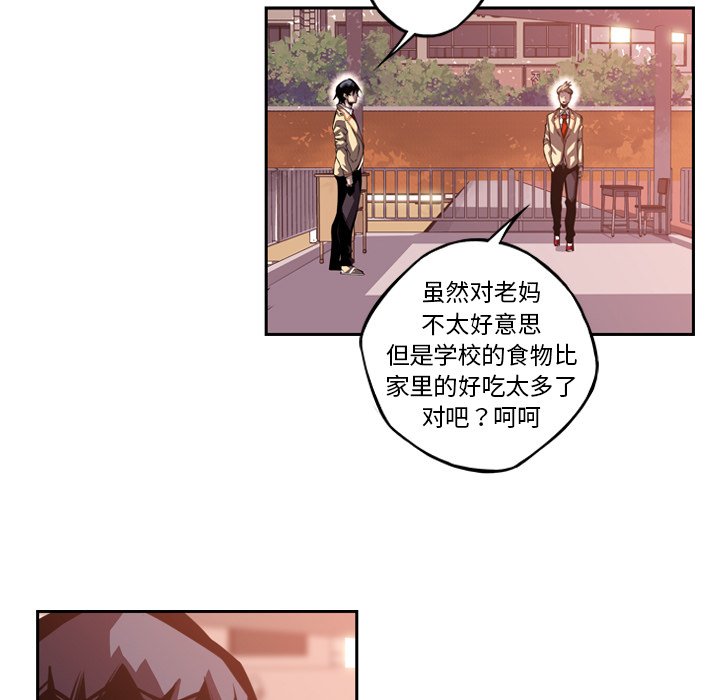 虽然对老妈
不太好意思
但是学校的食物比
家里的好吃太多了
对吧？呵呵